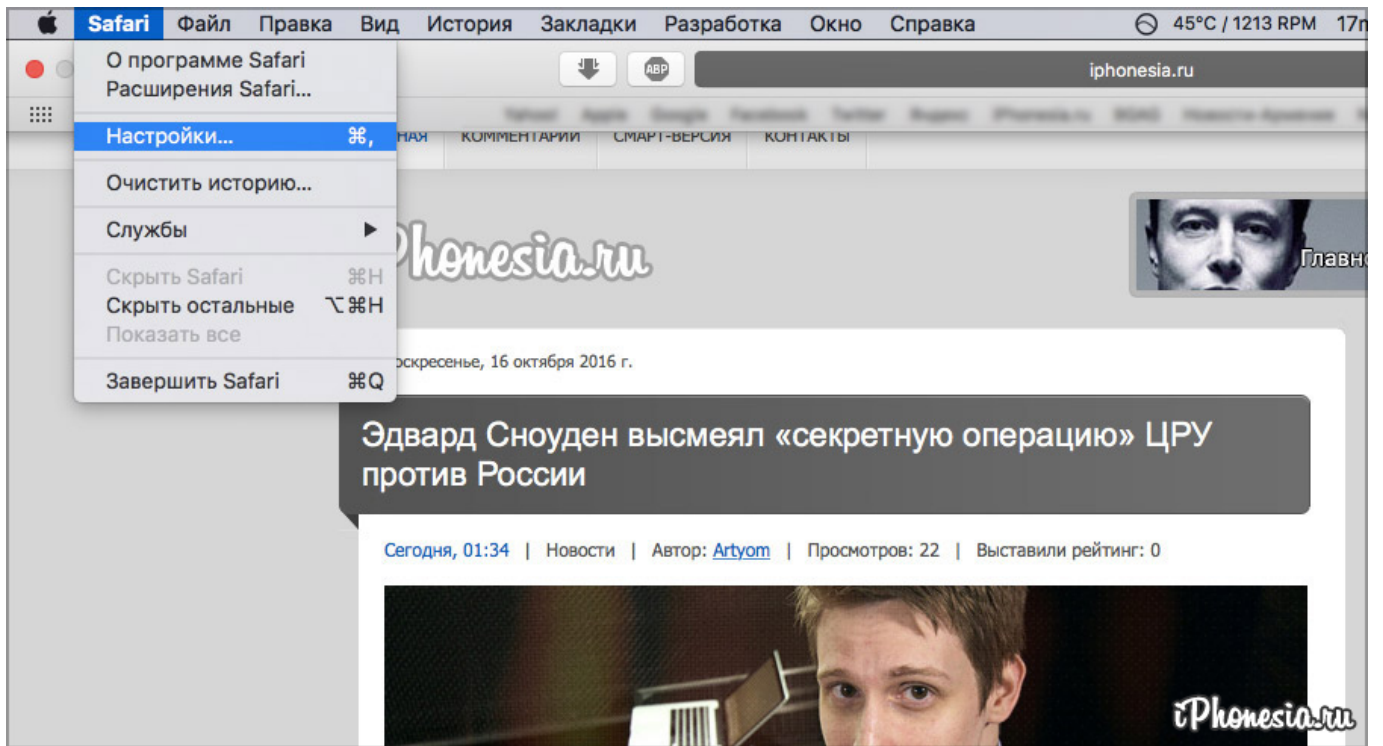 Safari Файл Правка Вид История Закладки Разработка Окно Справка 45°C / 1213 RPM
О программе Safari
ABP
iphonesia.ru
Расширения Safari...
Настройки... ⌘,
КОММЕНТАРИИ СМАРТ-ВЕРСИЯ КОНТАКТЫ
Очистить историю...
Службы
Phonesia.ru
Скрыть Safari ⌘H
Скрыть остальные ⌥⌘H
Показать все
Завершить Safari ⌘Q
оскресенье, 16 октября 2016 г.
Эдвард Сноуден высмеял «секретную операцию» ЦРУ
против России
Сегодня, 01:34 | Новости | Автор: Artyom | Просмотров: 22 | Выставили рейтинг: 0
iPhonesia.ru